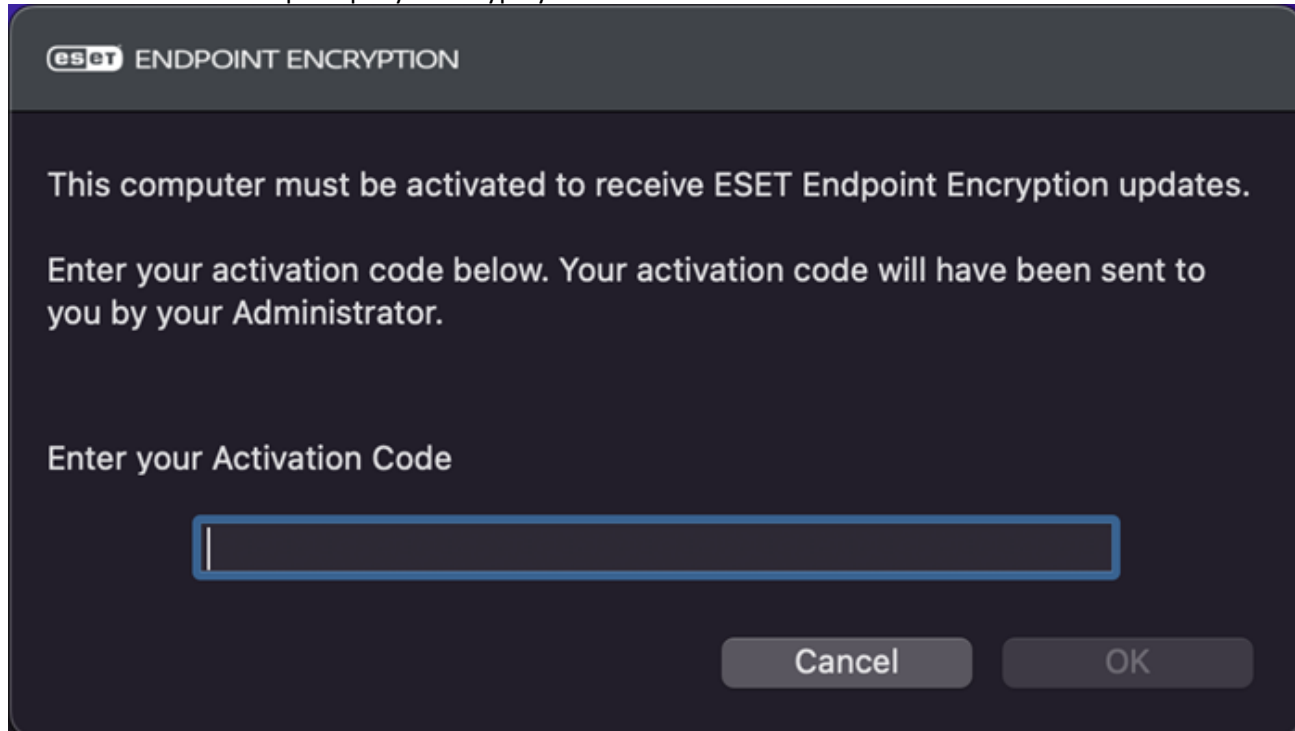 eset ENDPOINT ENCRYPTION
This computer must be activated to receive ESET Endpoint Encryption updates.
Enter your activation code below. Your activation code will have been sent to
you by your Administrator.
Enter your Activation Code
Cancel OK